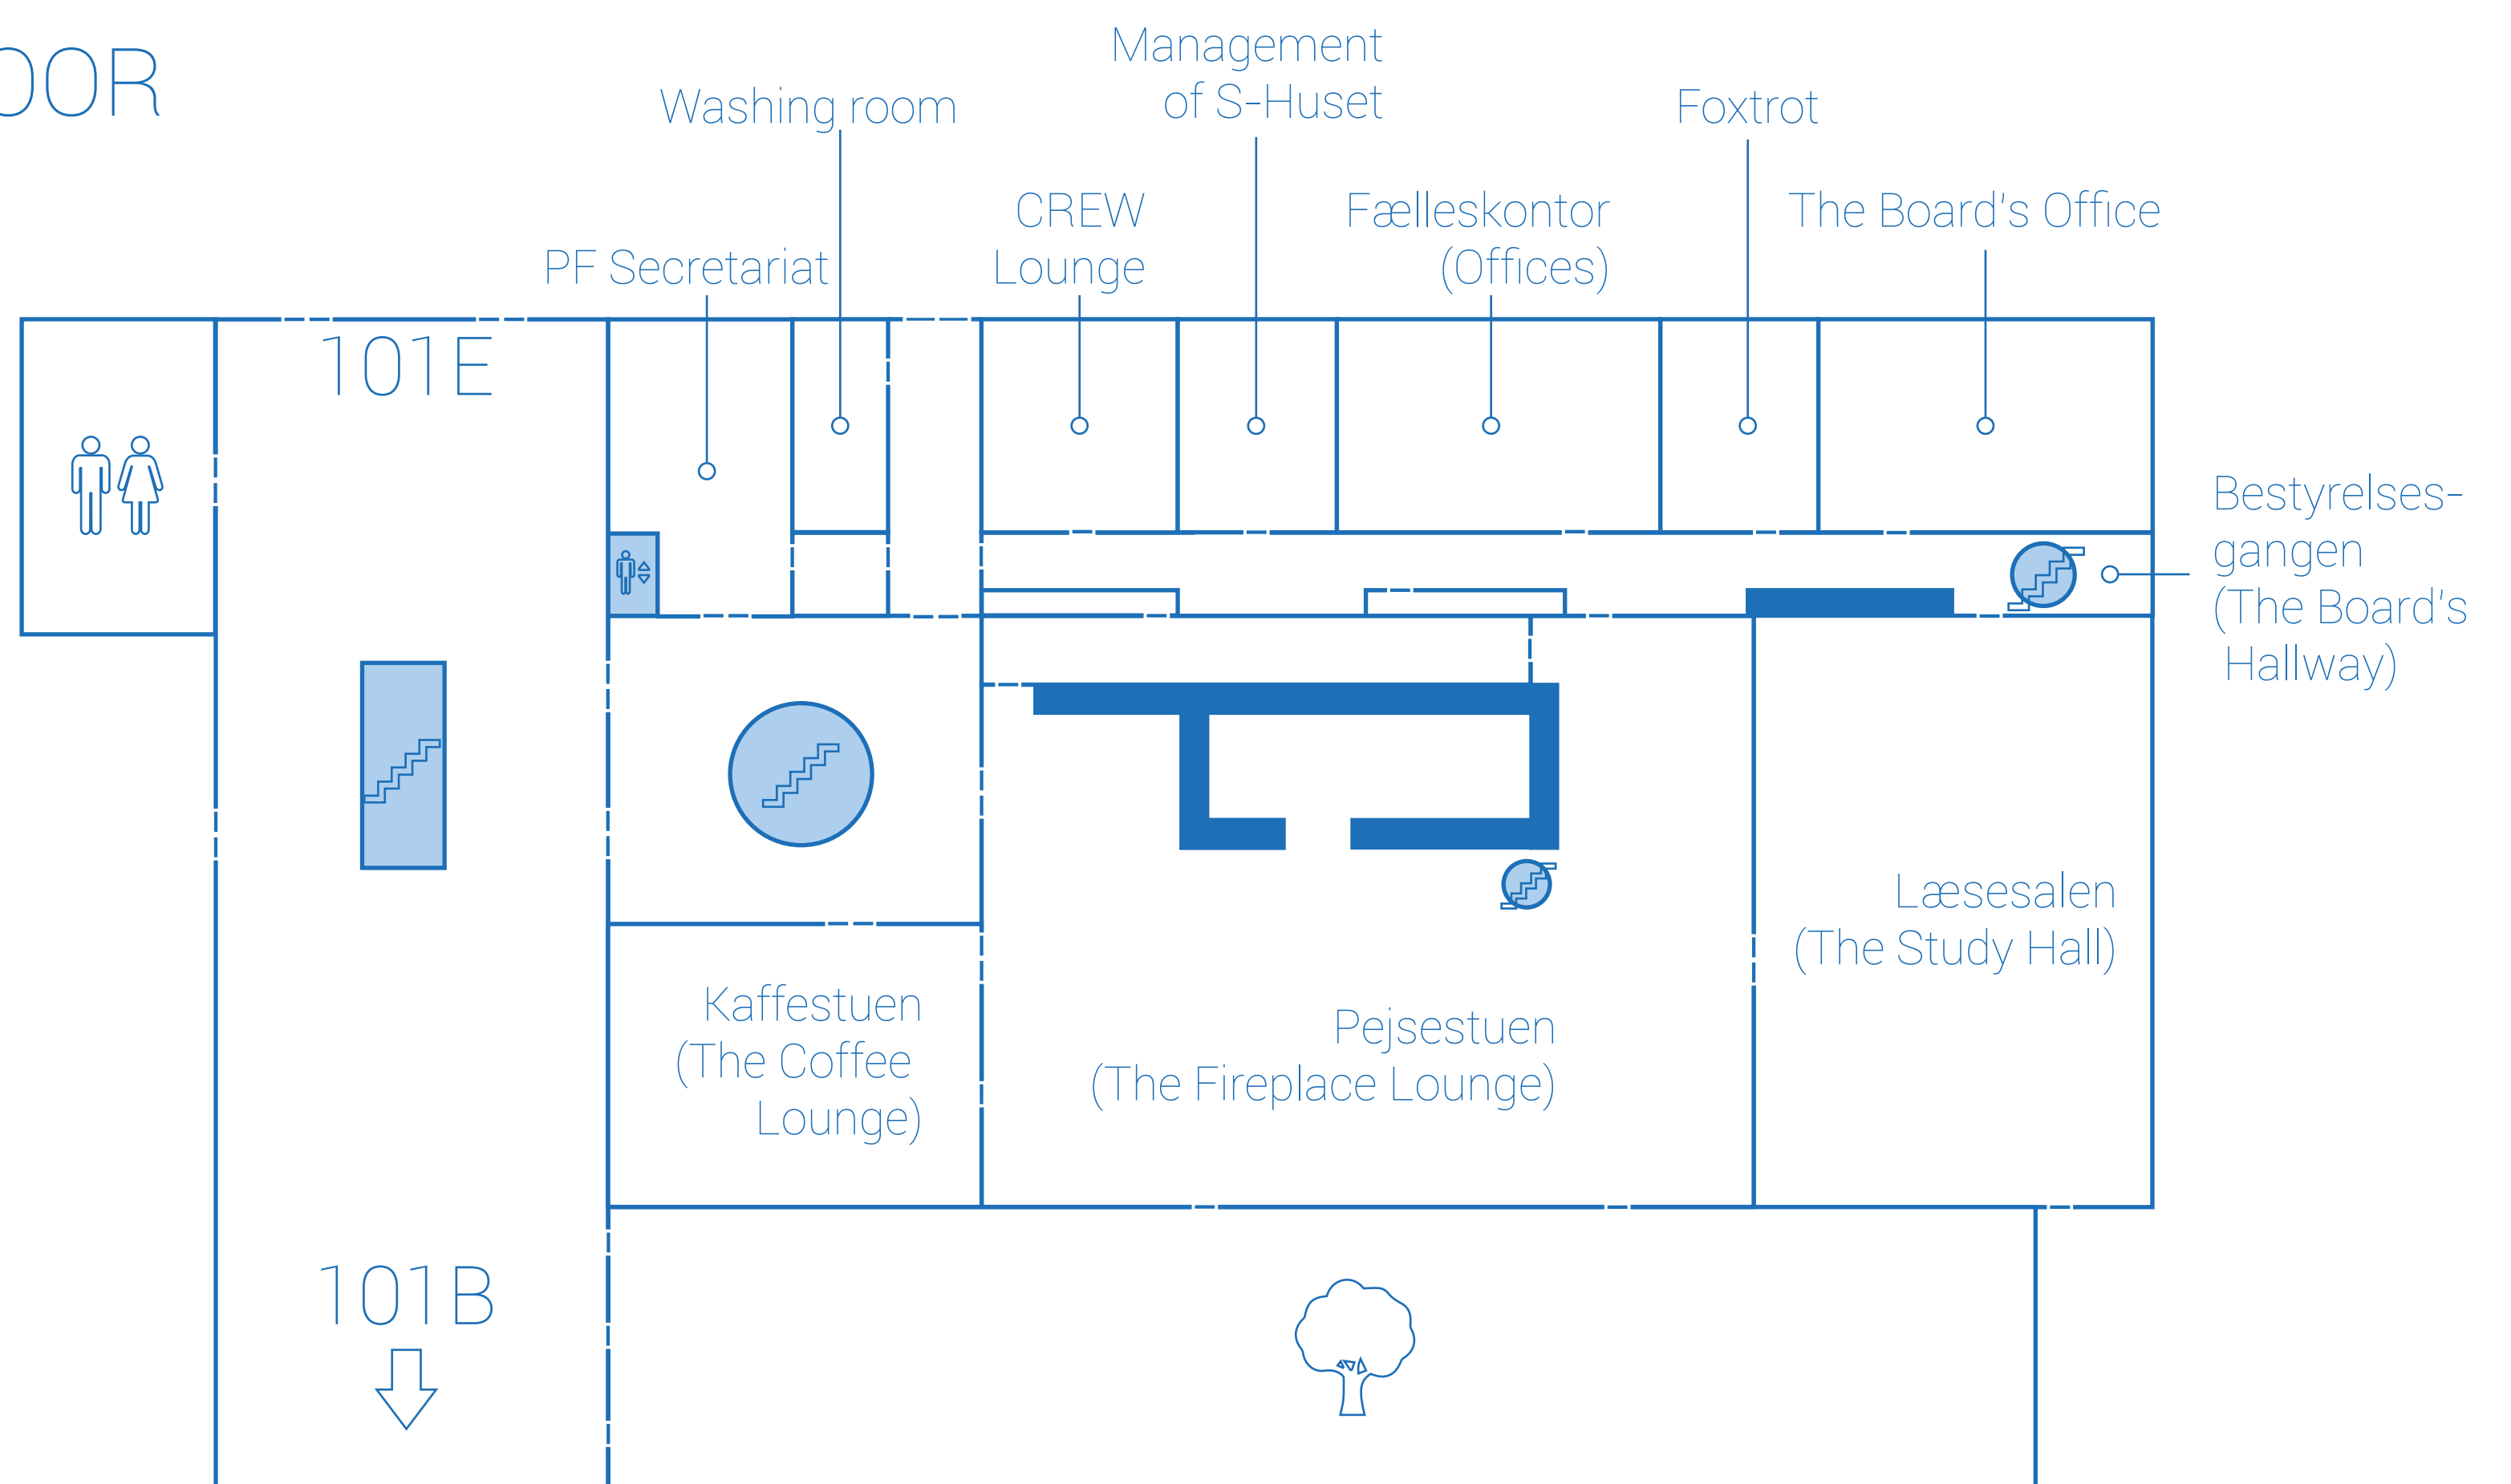 OOR
Management
of S-Huset
Washing room
Foxtrot
CREW
Lounge
Fælleskontor
(Offices)
The Board's Office
PF Secretariat
101E
Bestyrelses-
gangen
(The Board's
Hallway)
Læsesalen
(The Study Hall)
Kaffestuen
(The Coffee
Lounge)
Pejsestuen
(The Fireplace Lounge)
101B